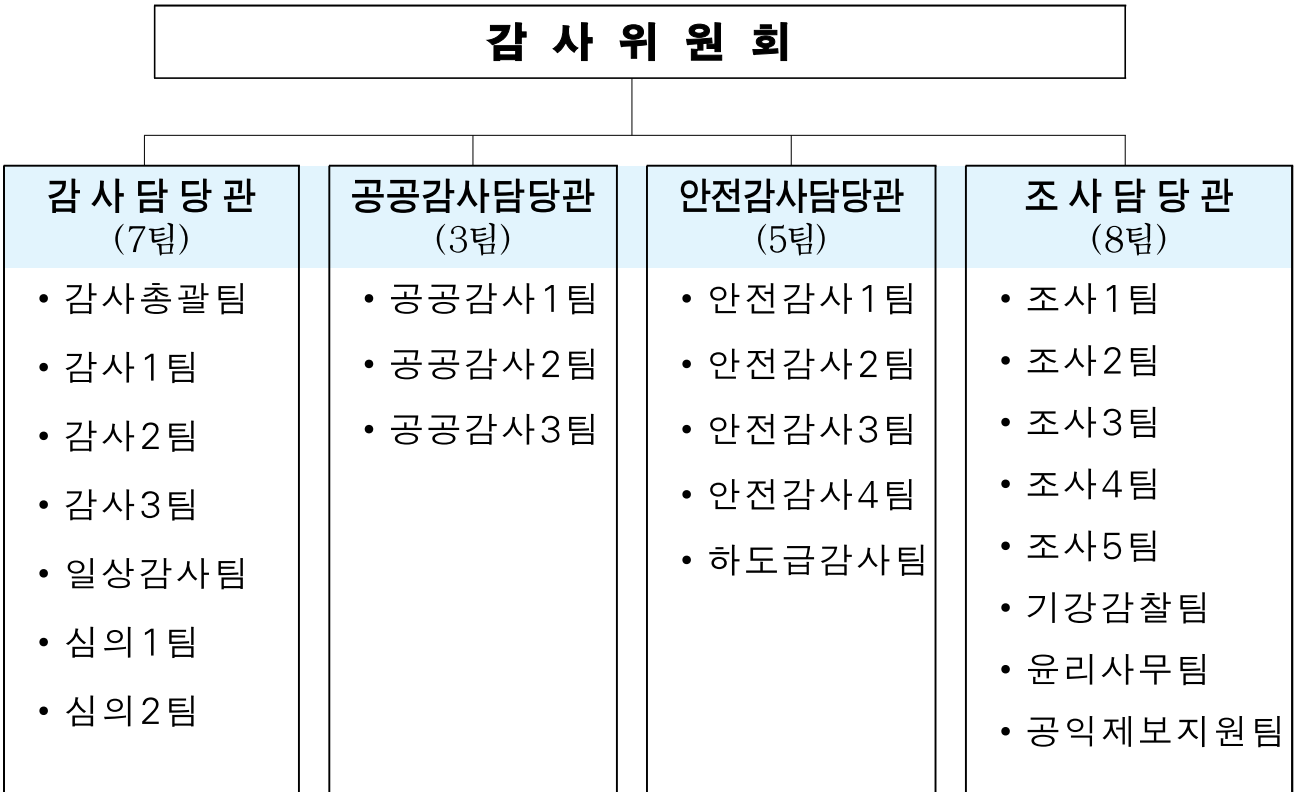 감 사 위 원 회
감 사 담 당 관
(7팀)
• 감사총괄팀
• 감사1팀
• 감사2팀
• 감사3팀
• 일상감사팀
• 심의1팀
• 심의2팀
공공감사담당관
(3팀)
• 공공감사1팀
• 공공감사2팀
• 공공감사3팀
안전감사담당관
(5팀)
• 안전감사1팀
• 안전감사2팀
• 안전감사3팀
• 안전감사4팀
• 하도급감사팀
조 사 담 당 관
(8팀)
• 조사1팀
• 조사2팀
• 조사3팀
• 조사4팀
• 조사5팀
• 기강감찰팀
• 윤리사무팀
• 공익제보지원팀